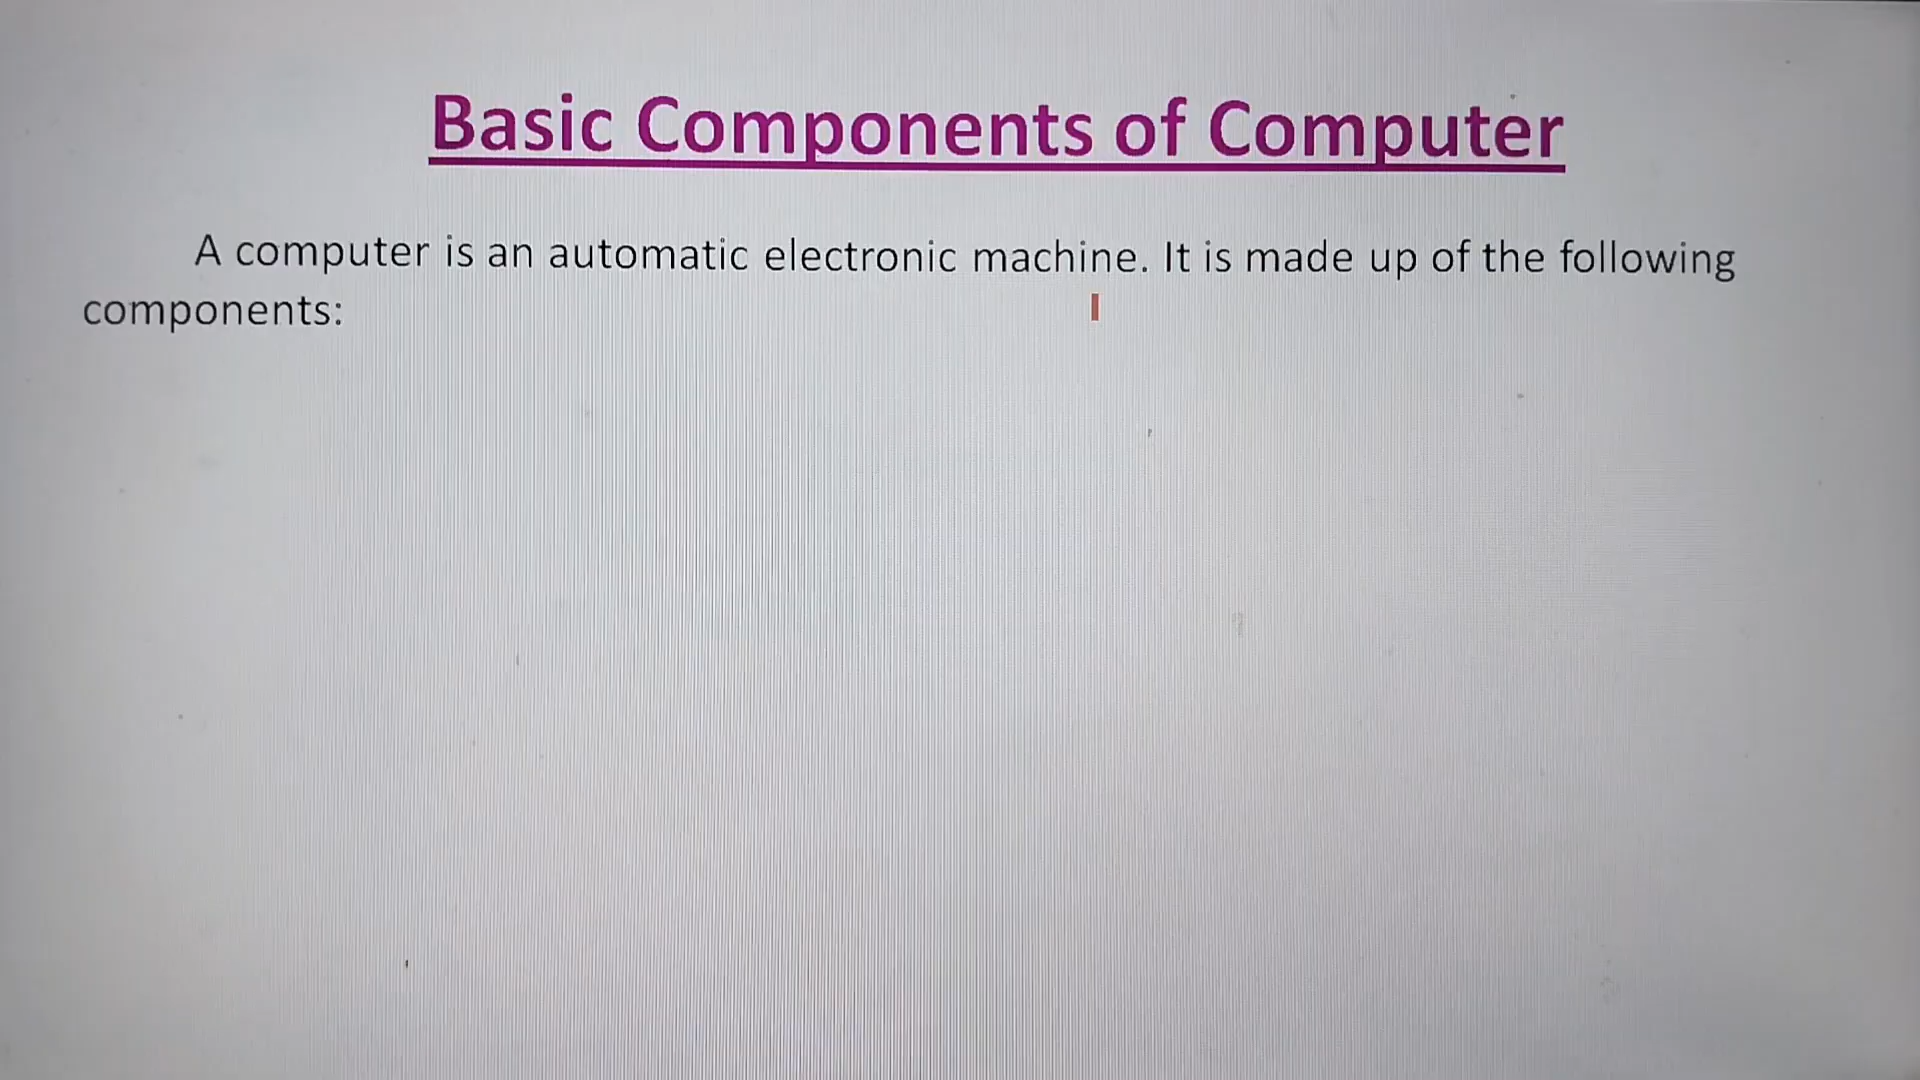 Basic Components of Computer
A computer is an automatic electronic machine. It is made up of the following
components: